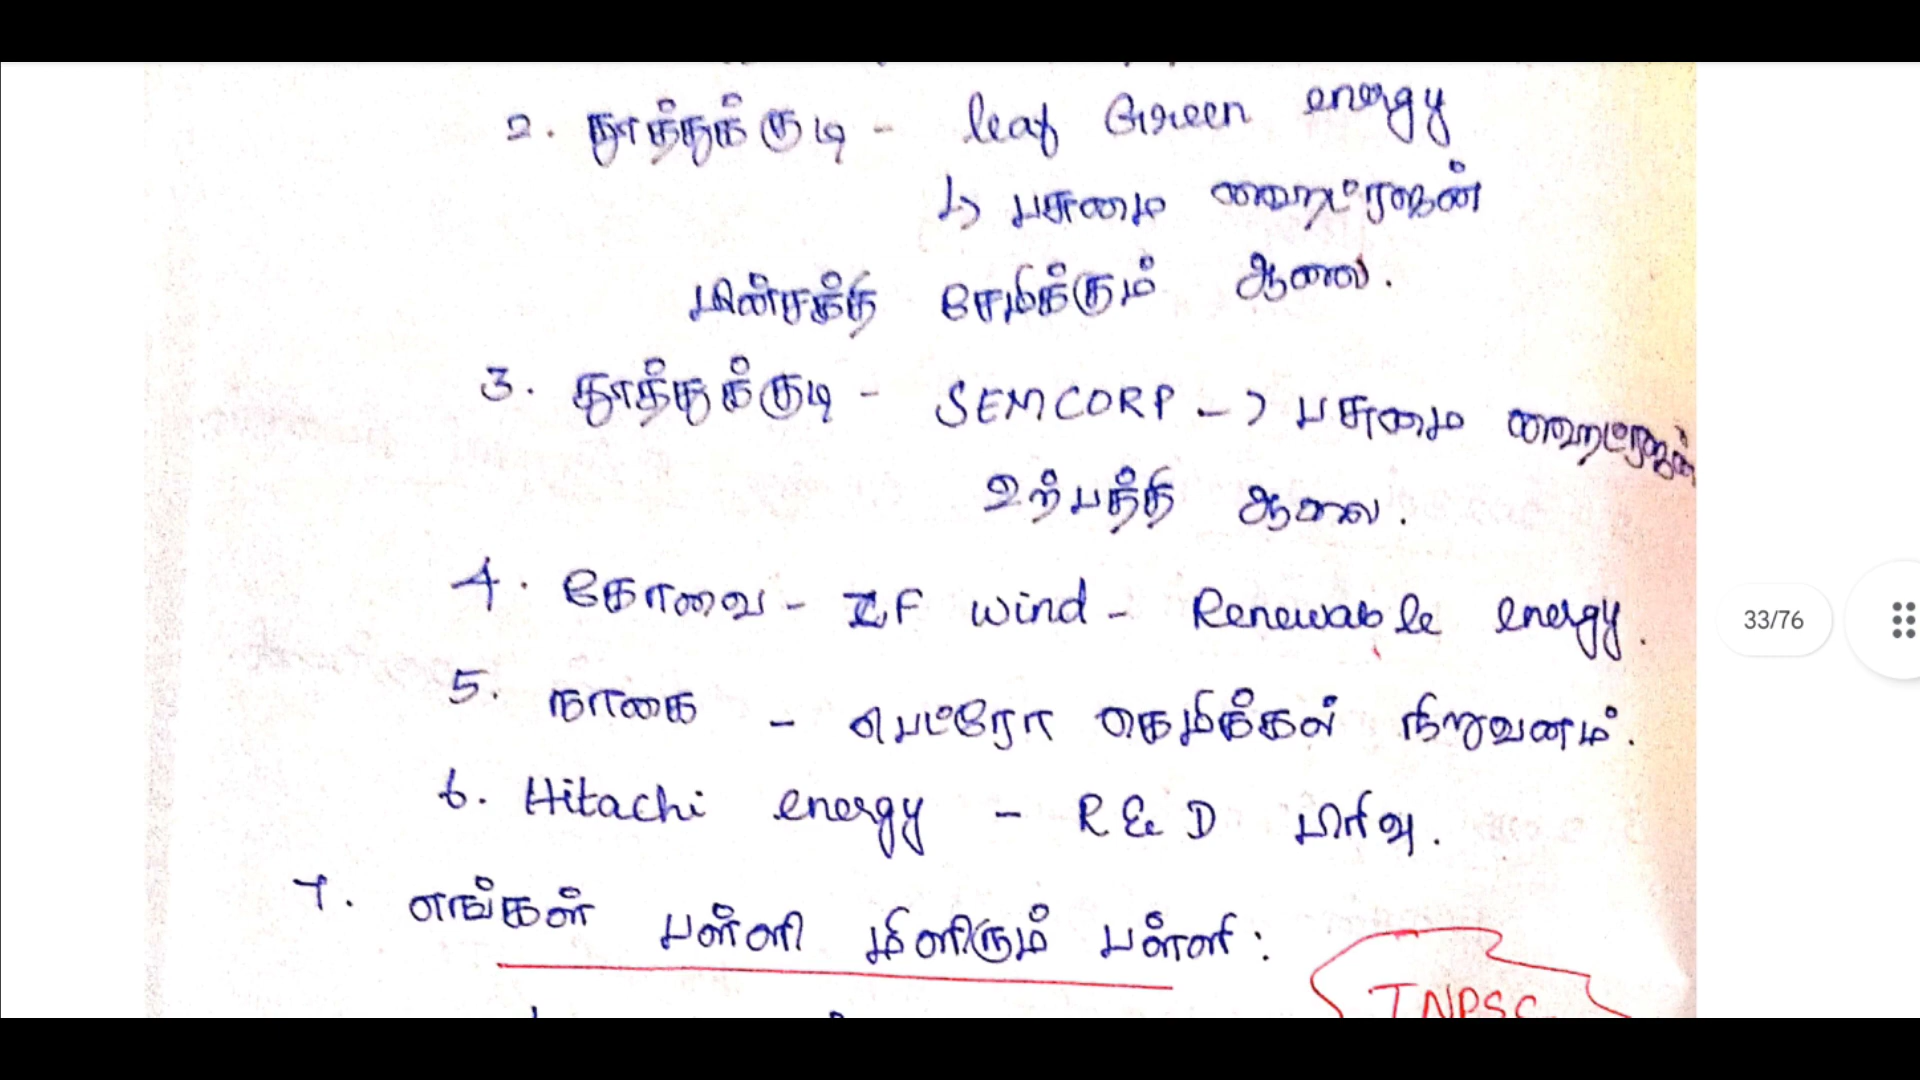 2. தூத்துக்குடி - leaf Green energy
↳ பசுமை ஹைட்ரஜன்
மின்சக்தி சேமிக்கும் ஆலை.
3. தூத்துக்குடி - SEMCORP -> பசுமை ஹைட்ரஜன்
உற்பத்தி ஆலை.
4. கோவை - ZF wind - Renewable energy.
5. நாகை - பெட்ரோ கெமிக்கல் நிறுவனம்.
6. Hitachi energy - R & D பிரிவு.
7. எங்கள் பள்ளி மிளிரும் பள்ளி :
TNPSC
33/76